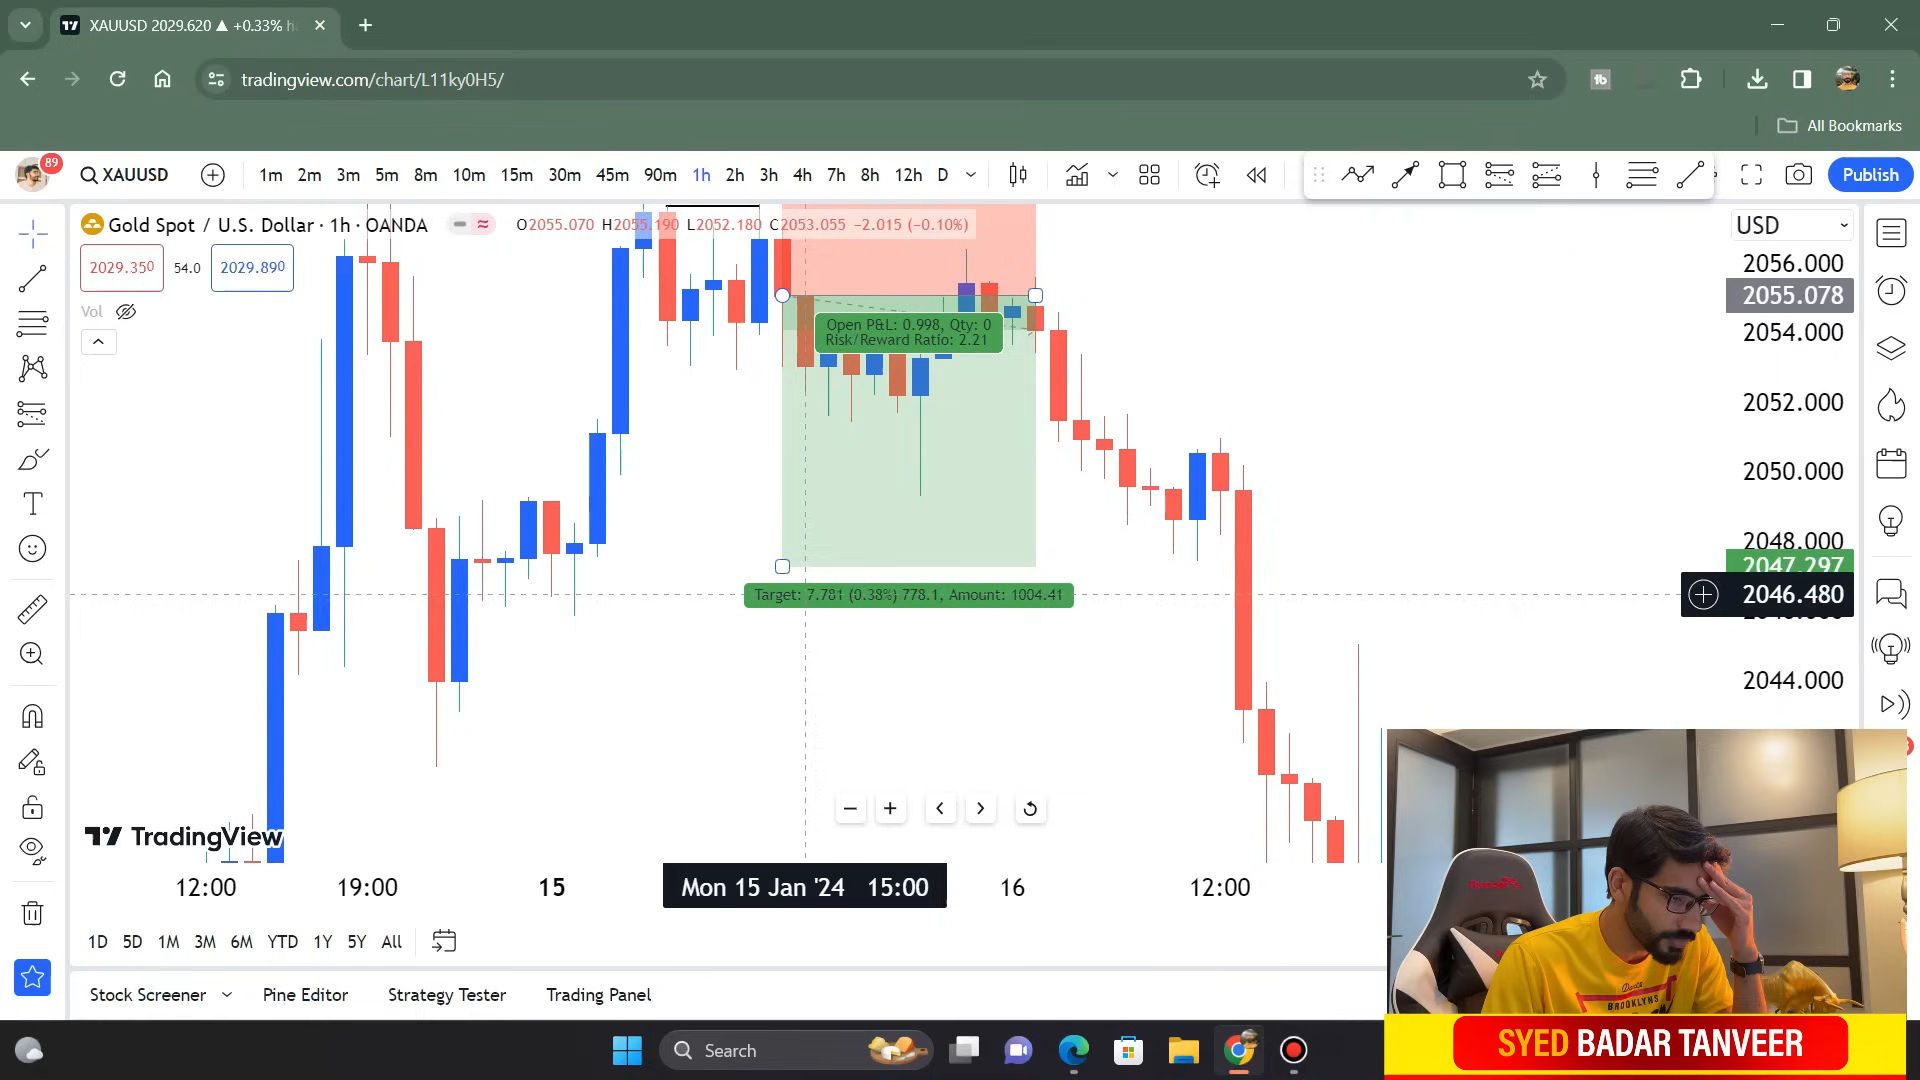 XAUUSD 2029.620 ▲ +0.33%
tradingview.com/chart/L11ky0H5/
All Bookmarks
89
XAUUSD
1m 2m 3m 5m 8m 10m 15m 30m 45m 90m 1h 2h 3h 4h 7h 8h 12h D
Publish
Gold Spot / U.S. Dollar · 1h · OANDA
O2055.070 H2055.190 L2052.180 C2053.055 −2.015 (−0.10%)
USD
2029.350 54.0 2029.890
Vol
2056.000
2055.078
2054.000
2052.000
2050.000
2048.000
2047.297
2046.480
2044.000
Open P&L: 0.998, Qty: 0
Risk/Reward Ratio: 2.21
Target: 7.781 (0.38%) 778.1, Amount: 1004.41
TradingView
12:00 19:00 15 Mon 15 Jan '24 15:00 16 12:00
1D 5D 1M 3M 6M YTD 1Y 5Y All
Stock Screener Pine Editor Strategy Tester Trading Panel
Search
BROOKLYNS
SYED BADAR TANVEER